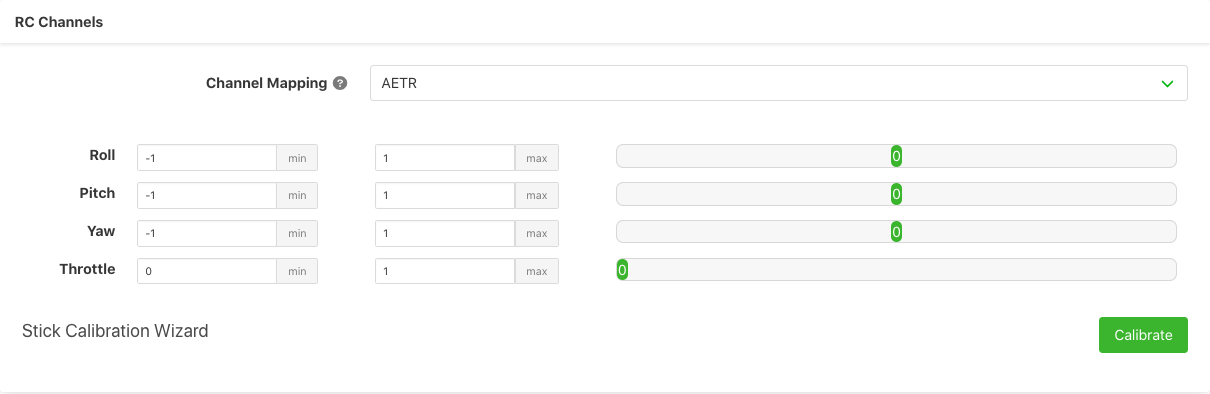 RC Channels
Channel Mapping ? AETR
Roll -1 min 1 max 0
Pitch -1 min 1 max 0
Yaw -1 min 1 max 0
Throttle 0 min 1 max 0
Stick Calibration Wizard Calibrate